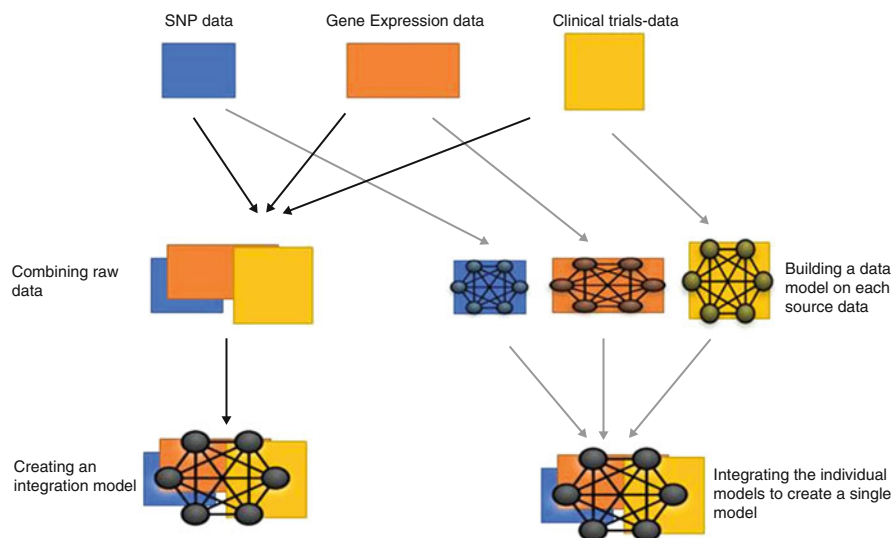 SNP data
Gene Expression data
Clinical trials-data
Combining raw
data
Building a data
model on each
source data
Creating an
integration model
Integrating the individual
models to create a single
model